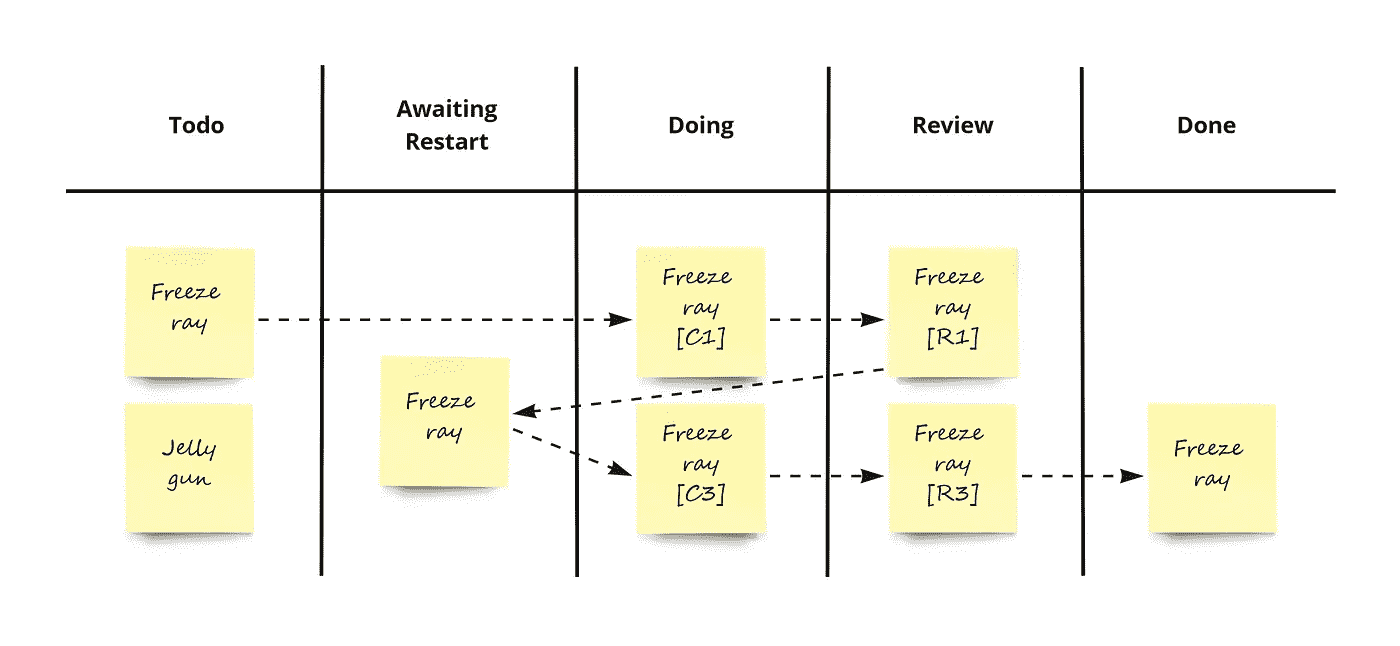 Todo
Awaiting
Restart
Doing
Review
Done
Freeze
ray
Freeze
ray
[C1]
Freeze
ray
[R1]
Freeze
ray
Jelly
gun
Freeze
ray
[C3]
Freeze
ray
[R3]
Freeze
ray